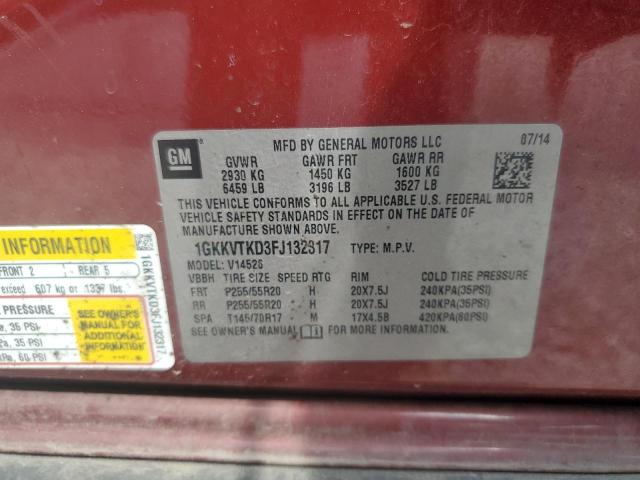 GM
MFD BY GENERAL MOTORS LLC 07/14
GVWR GAWR FRT GAWR RR
2930 KG 1450 KG 1600 KG
6459 LB 3196 LB 3527 LB
THIS VEHICLE CONFORMS TO ALL APPLICABLE U.S. FEDERAL MOTOR
VEHICLE SAFETY STANDARDS IN EFFECT ON THE DATE OF
MANUFACTURE SHOWN ABOVE.
1GKKVTKD3FJ132317 TYPE: M.P.V.
MODEL: V14526
VBBH TIRE SIZE SPEED RTG RIM COLD TIRE PRESSURE
FRT P255/55R20 H 20X7.5J 240KPA(35PSI)
RR P255/55R20 H 20X7.5J 240KPA(35PSI)
SPA T145/70R17 M 17X4.5B 420KPA(60PSI)
SEE OWNER'S MANUAL FOR MORE INFORMATION
FRONT 2 REAR 5
exceed 607 kg or 1337 lbs.
35 PSI
35 PSI
60 PSI
SEE OWNER'S
MANUAL FOR
ADDITIONAL
INFORMATION
1GKKVTKD3FJ132317